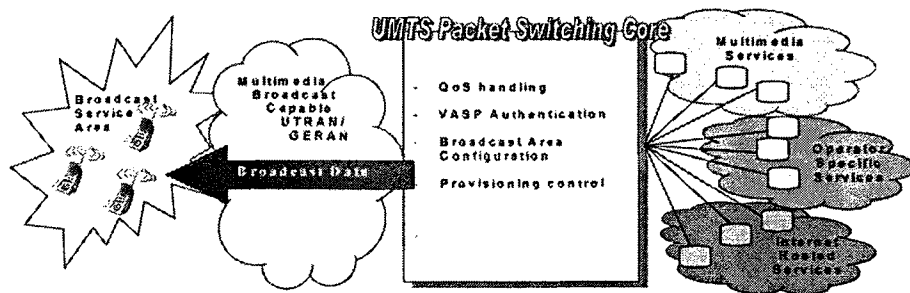 UMTS Packet Switching Core
Broadcast
Service
Area
Multimedia
Broadcast
Capable
UTRAN/
GERAN
Broadcast Data
- QoS handling
- VASP Authentication
- Broadcast Area
Configuration
- Provisioning control
-
Multimedia
Services
Operator
Specific
Services
Internet
Hosted
Services